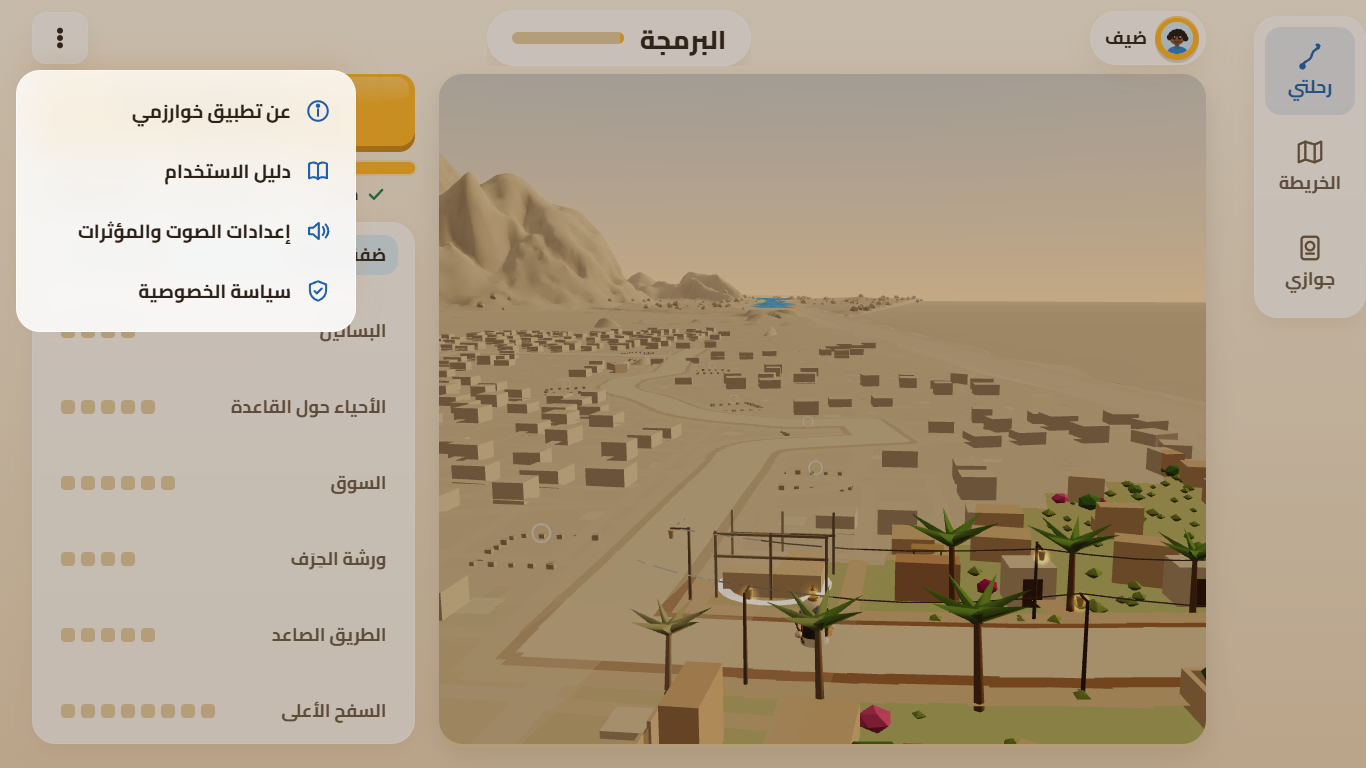 ضيف
البرمجة
رحلتي
الخريطة
جوازي
عن تطبيق خوارزمي
دليل الاستخدام
إعدادات الصوت والمؤثرات
سياسة الخصوصية
البساتين
الأحياء حول القاعدة
السوق
ورشة الحِرَف
الطريق الصاعد
السفح الأعلى